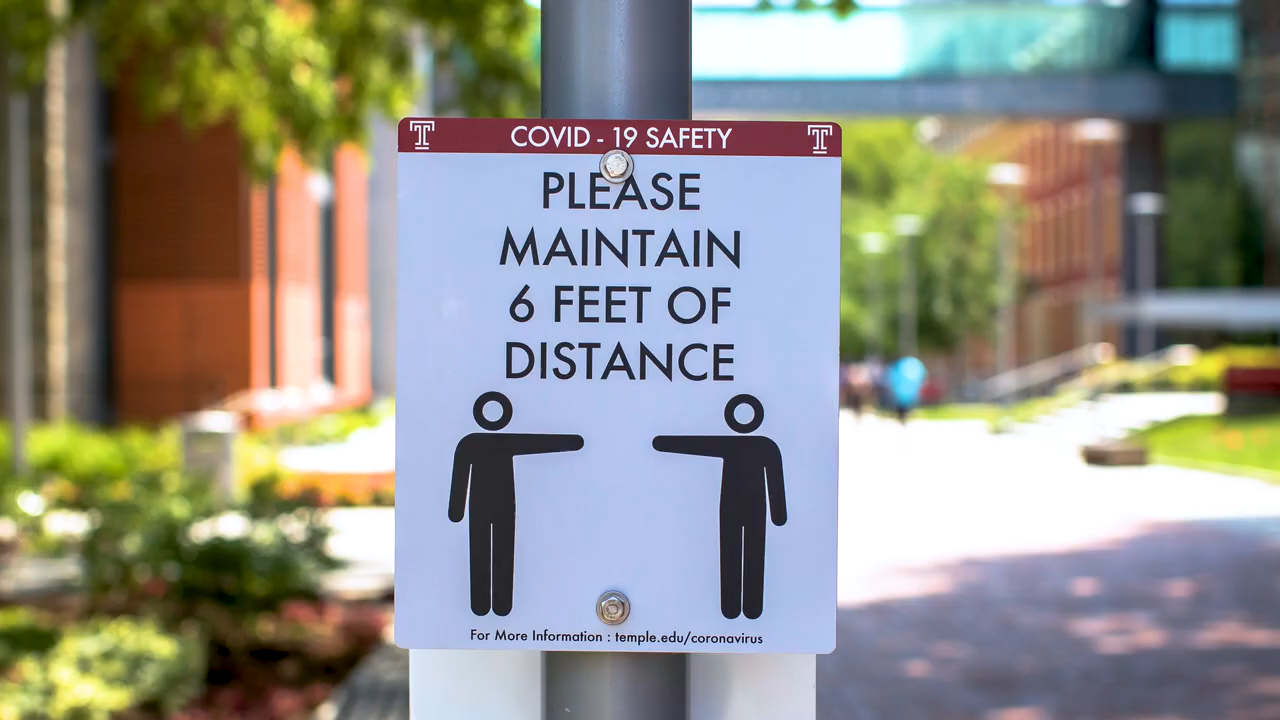 COVID - 19 SAFETY
PLEASE
MAINTAIN
6 FEET OF
DISTANCE
For More Information : temple.edu/coronavirus